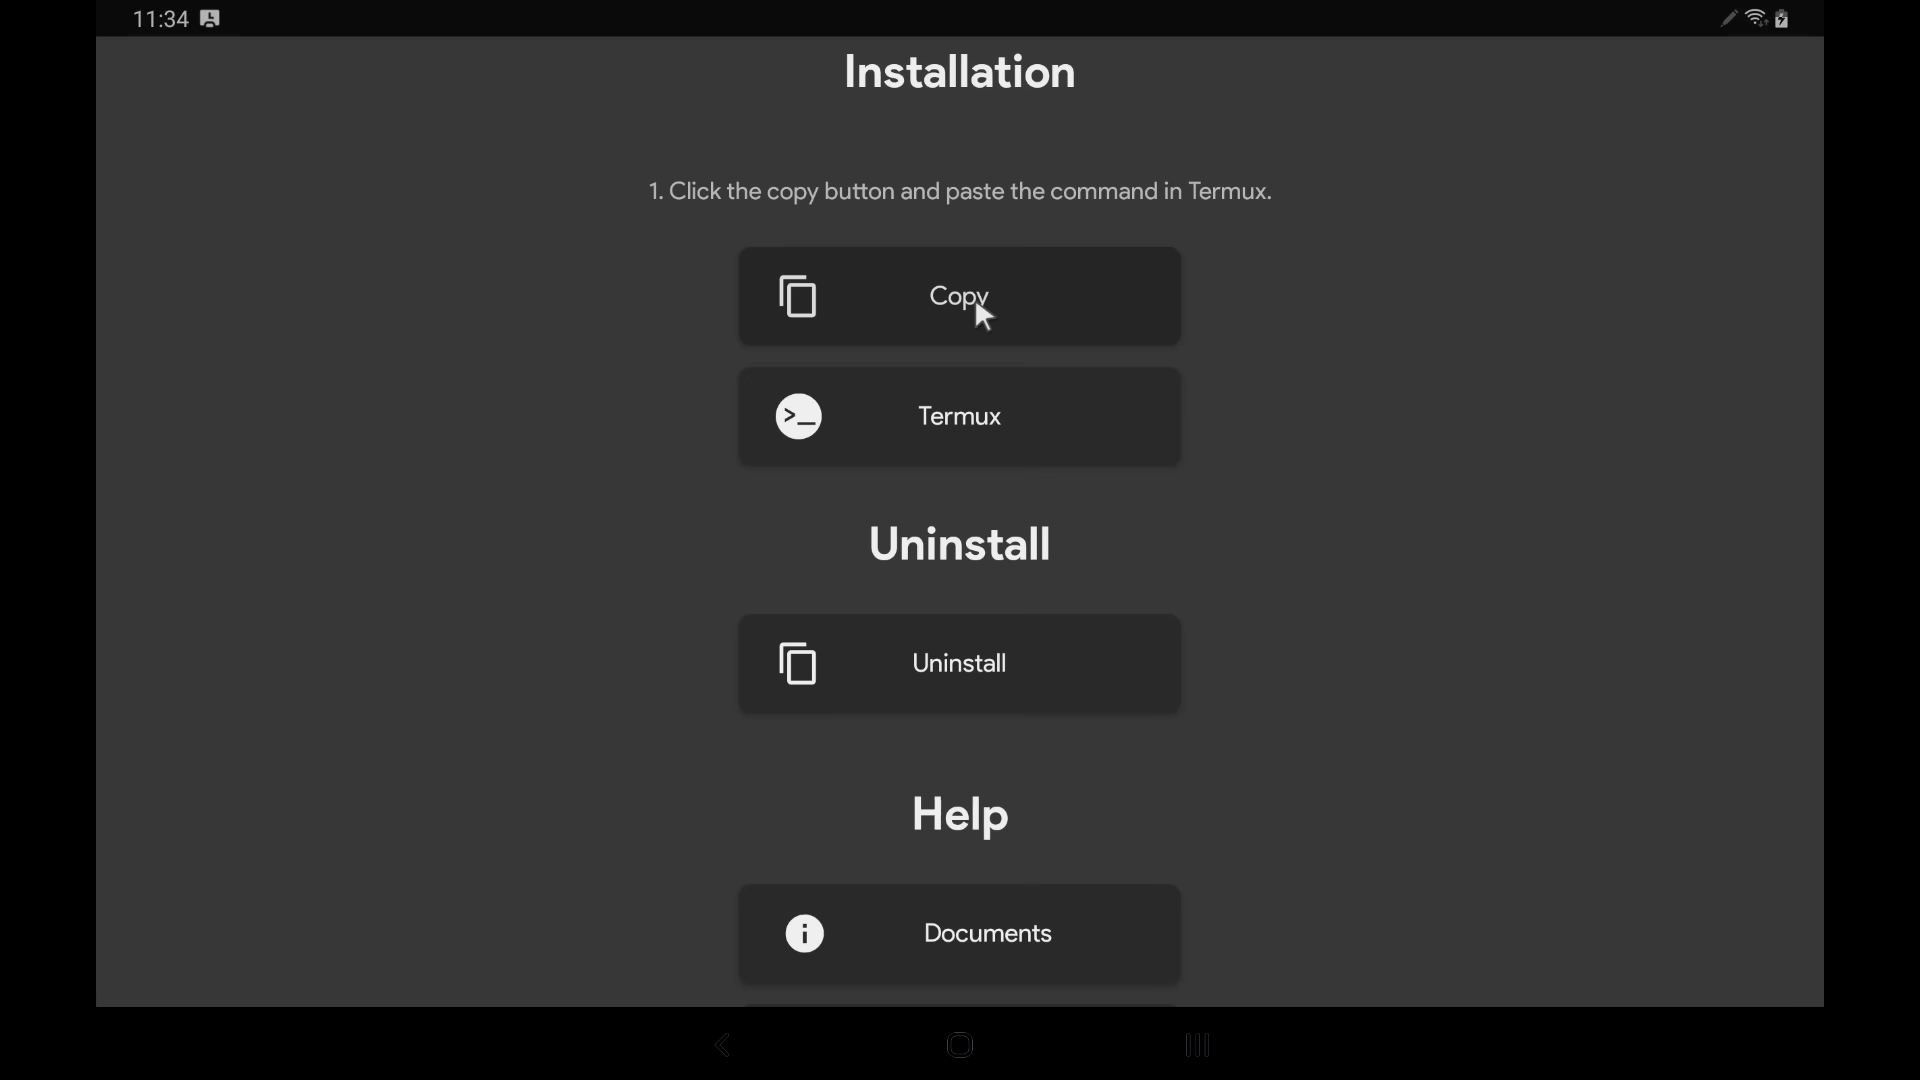 11:34
Installation
1. Click the copy button and paste the command in Termux.
Copy
>_ Termux
Uninstall
Uninstall
Help
i Documents